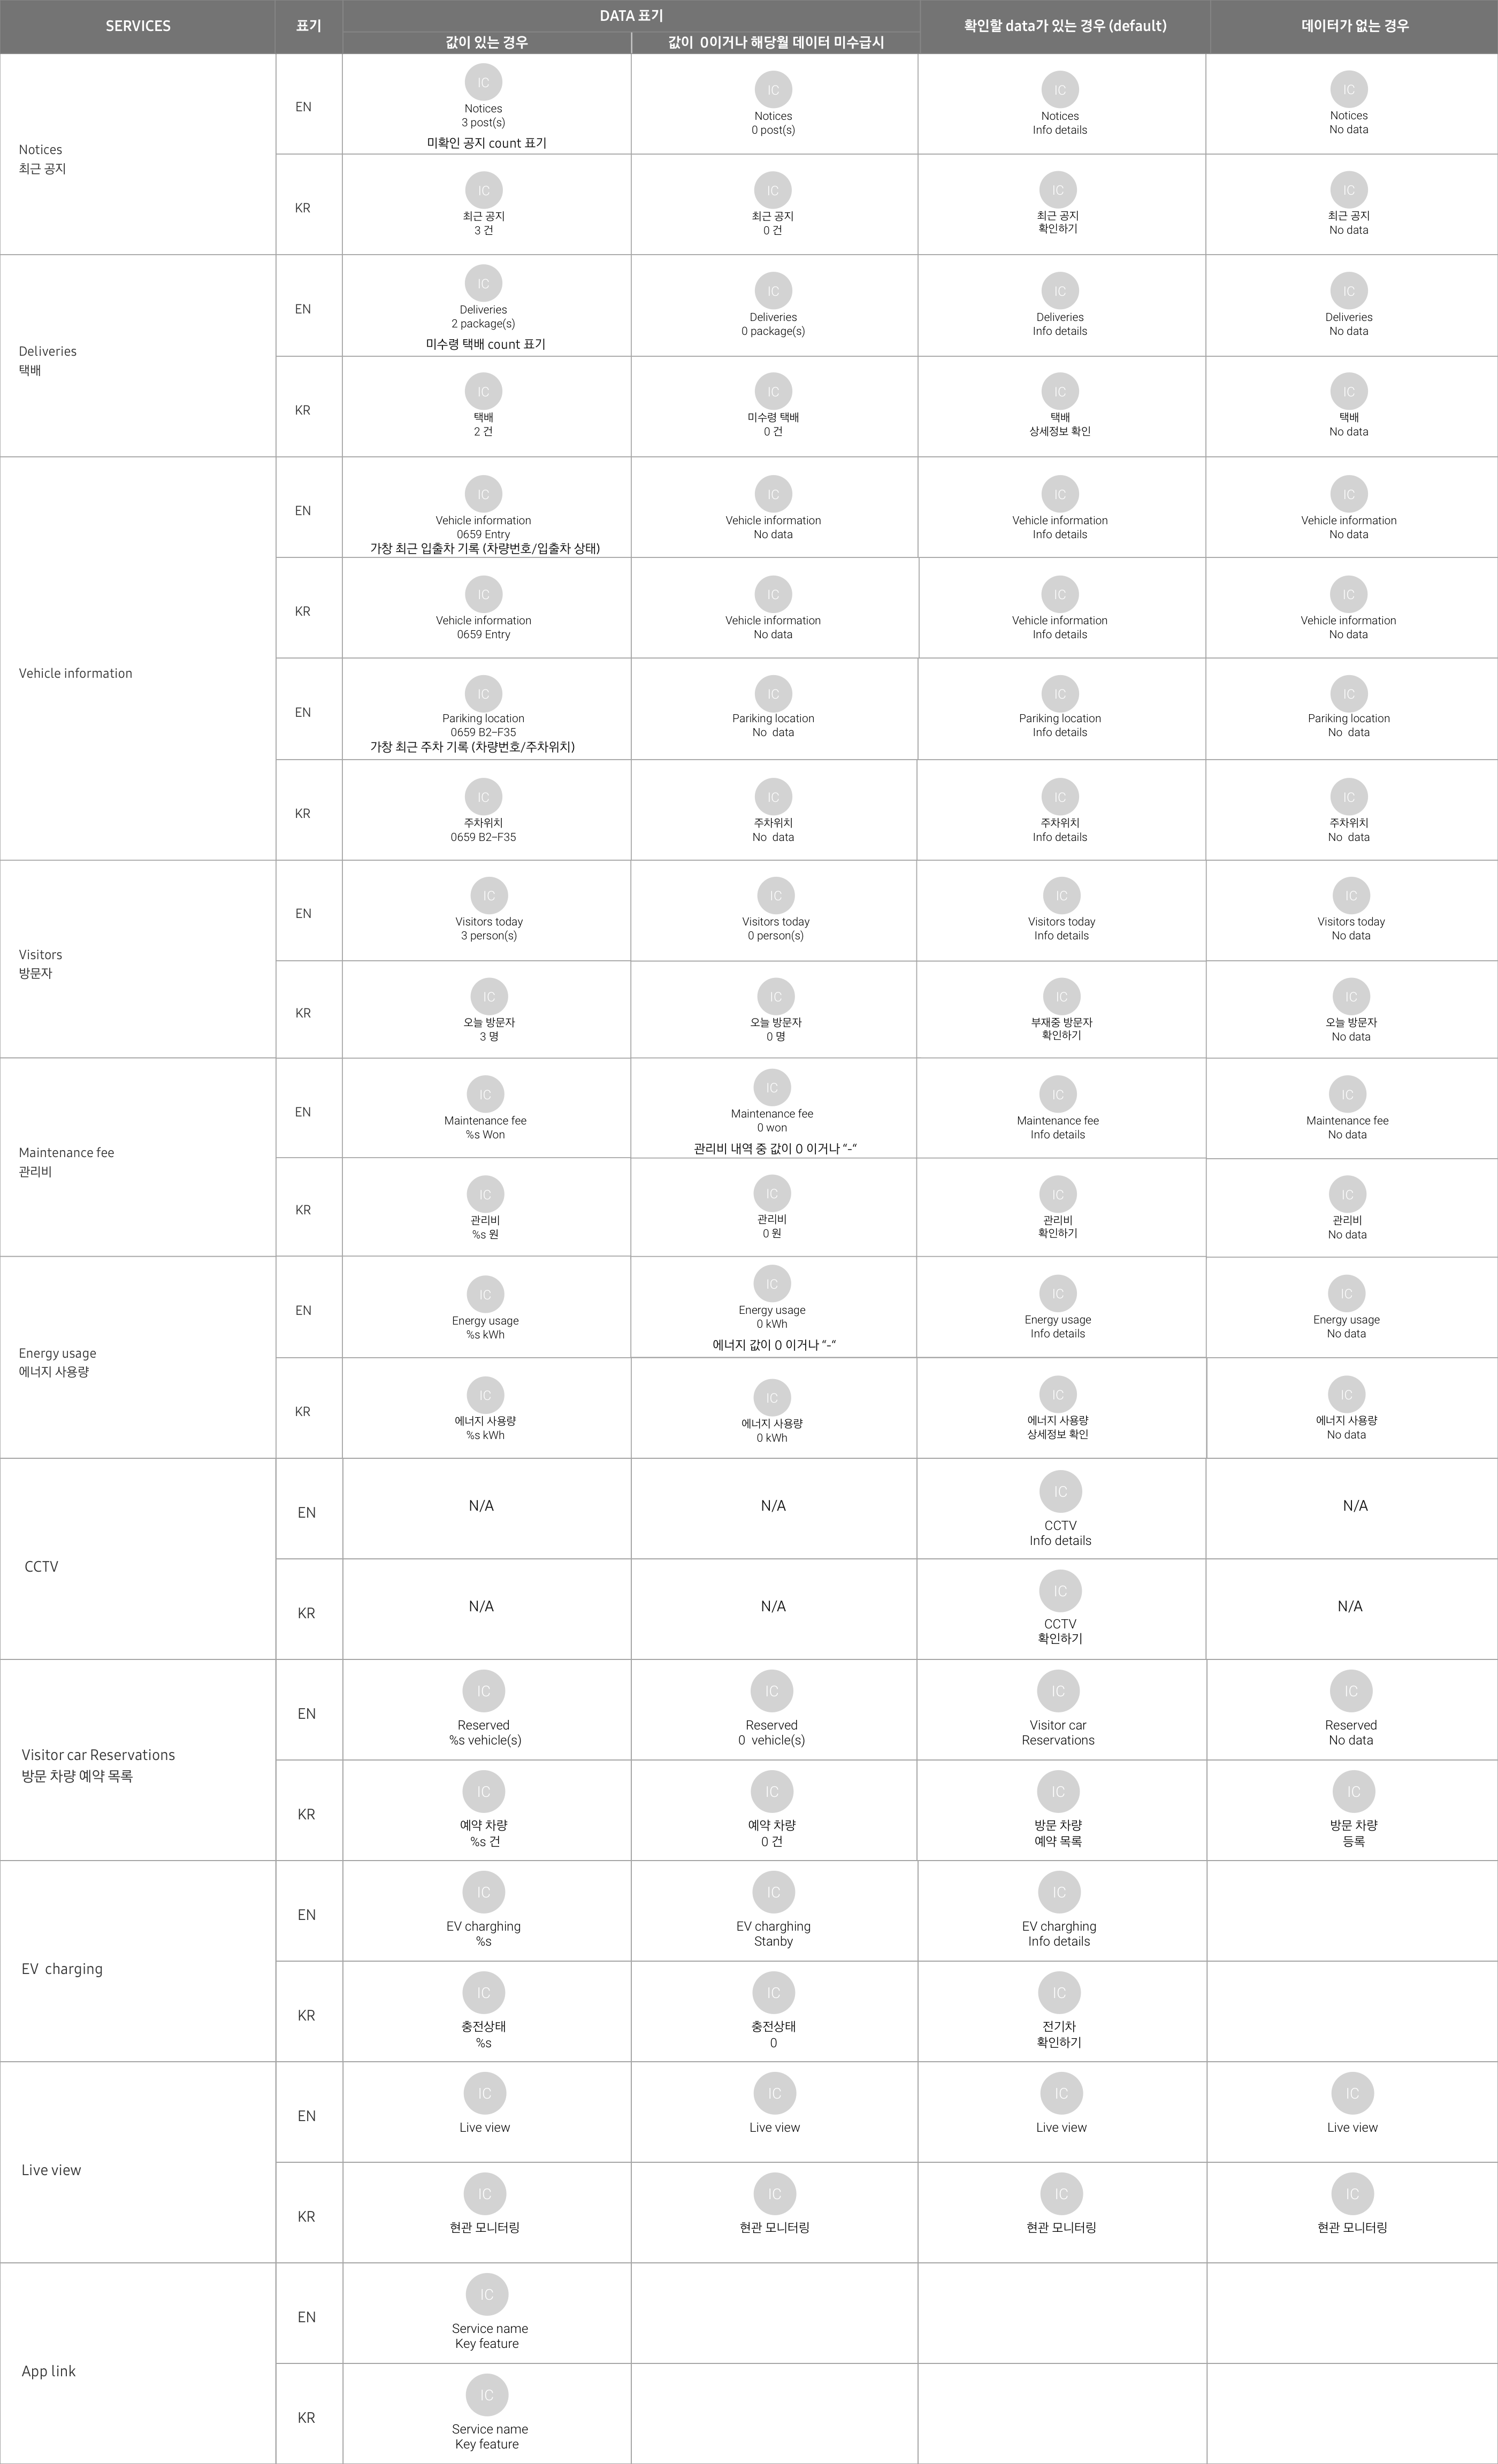 SERVICES
표기
DATA 표기
확인할 data가 있는 경우 (default)
데이터가 없는 경우
값이 있는 경우
값이  0이거나 해당월 데이터 미수급시
Notices
최근 공지
EN
IC
Notices
3 post(s)
미확인 공지 count 표기
IC
Notices
0 post(s)
IC
Notices
Info details
IC
Notices
No data
KR
IC
최근 공지
3 건
IC
최근 공지
0 건
IC
최근 공지
확인하기
IC
최근 공지
No data
Deliveries
택배
EN
IC
Deliveries
2 package(s)
미수령 택배 count 표기
IC
Deliveries
0 package(s)
IC
Deliveries
Info details
IC
Deliveries
No data
KR
IC
택배
2 건
IC
미수령 택배
0 건
IC
택배
상세정보 확인
IC
택배
No data
Vehicle information
EN
IC
Vehicle information
0659 Entry
가창 최근 입출차 기록 (차량번호/입출차 상태)
IC
Vehicle information
No data
IC
Vehicle information
Info details
IC
Vehicle information
No data
KR
IC
Vehicle information
0659 Entry
IC
Vehicle information
No data
IC
Vehicle information
Info details
IC
Vehicle information
No data
EN
IC
Pariking location
0659 B2–F35
가창 최근 주차 기록 (차량번호/주차위치)
IC
Pariking location
No  data
IC
Pariking location
Info details
IC
Pariking location
No  data
KR
IC
주차위치
0659 B2–F35
IC
주차위치
No  data
IC
주차위치
Info details
IC
주차위치
No  data
Visitors
방문자
EN
IC
Visitors today
3 person(s)
IC
Visitors today
0 person(s)
IC
Visitors today
Info details
IC
Visitors today
No data
KR
IC
오늘 방문자
3 명
IC
오늘 방문자
0 명
IC
부재중 방문자
확인하기
IC
오늘 방문자
No data
Maintenance fee
관리비
EN
IC
Maintenance fee
%s Won
IC
Maintenance fee
0 won
관리비 내역 중 값이 0 이거나 “-“
IC
Maintenance fee
Info details
IC
Maintenance fee
No data
KR
IC
관리비
%s 원
IC
관리비
0 원
IC
관리비
확인하기
IC
관리비
No data
Energy usage
에너지 사용량
EN
IC
Energy usage
%s kWh
IC
Energy usage
0 kWh
에너지 값이 0 이거나 “-“
IC
Energy usage
Info details
IC
Energy usage
No data
KR
IC
에너지 사용량
%s kWh
IC
에너지 사용량
0 kWh
IC
에너지 사용량
상세정보 확인
IC
에너지 사용량
No data
CCTV
EN
N/A
N/A
IC
CCTV
Info details
N/A
KR
N/A
N/A
IC
CCTV
확인하기
N/A
Visitor car Reservations
방문 차량 예약 목록
EN
IC
Reserved
%s vehicle(s)
IC
Reserved
0  vehicle(s)
IC
Visitor car
Reservations
IC
Reserved
No data
KR
IC
예약 차량
%s 건
IC
예약 차량
0 건
IC
방문 차량
예약 목록
IC
방문 차량
등록
EV  charging
EN
IC
EV charghing
%s
IC
EV charghing
Stanby
IC
EV charghing
Info details
KR
IC
충전상태
%s
IC
충전상태
0
IC
전기차
확인하기
Live view
EN
IC
Live view
IC
Live view
IC
Live view
IC
Live view
KR
IC
현관 모니터링
IC
현관 모니터링
IC
현관 모니터링
IC
현관 모니터링
App link
EN
IC
Service name
Key feature
KR
IC
Service name
Key feature